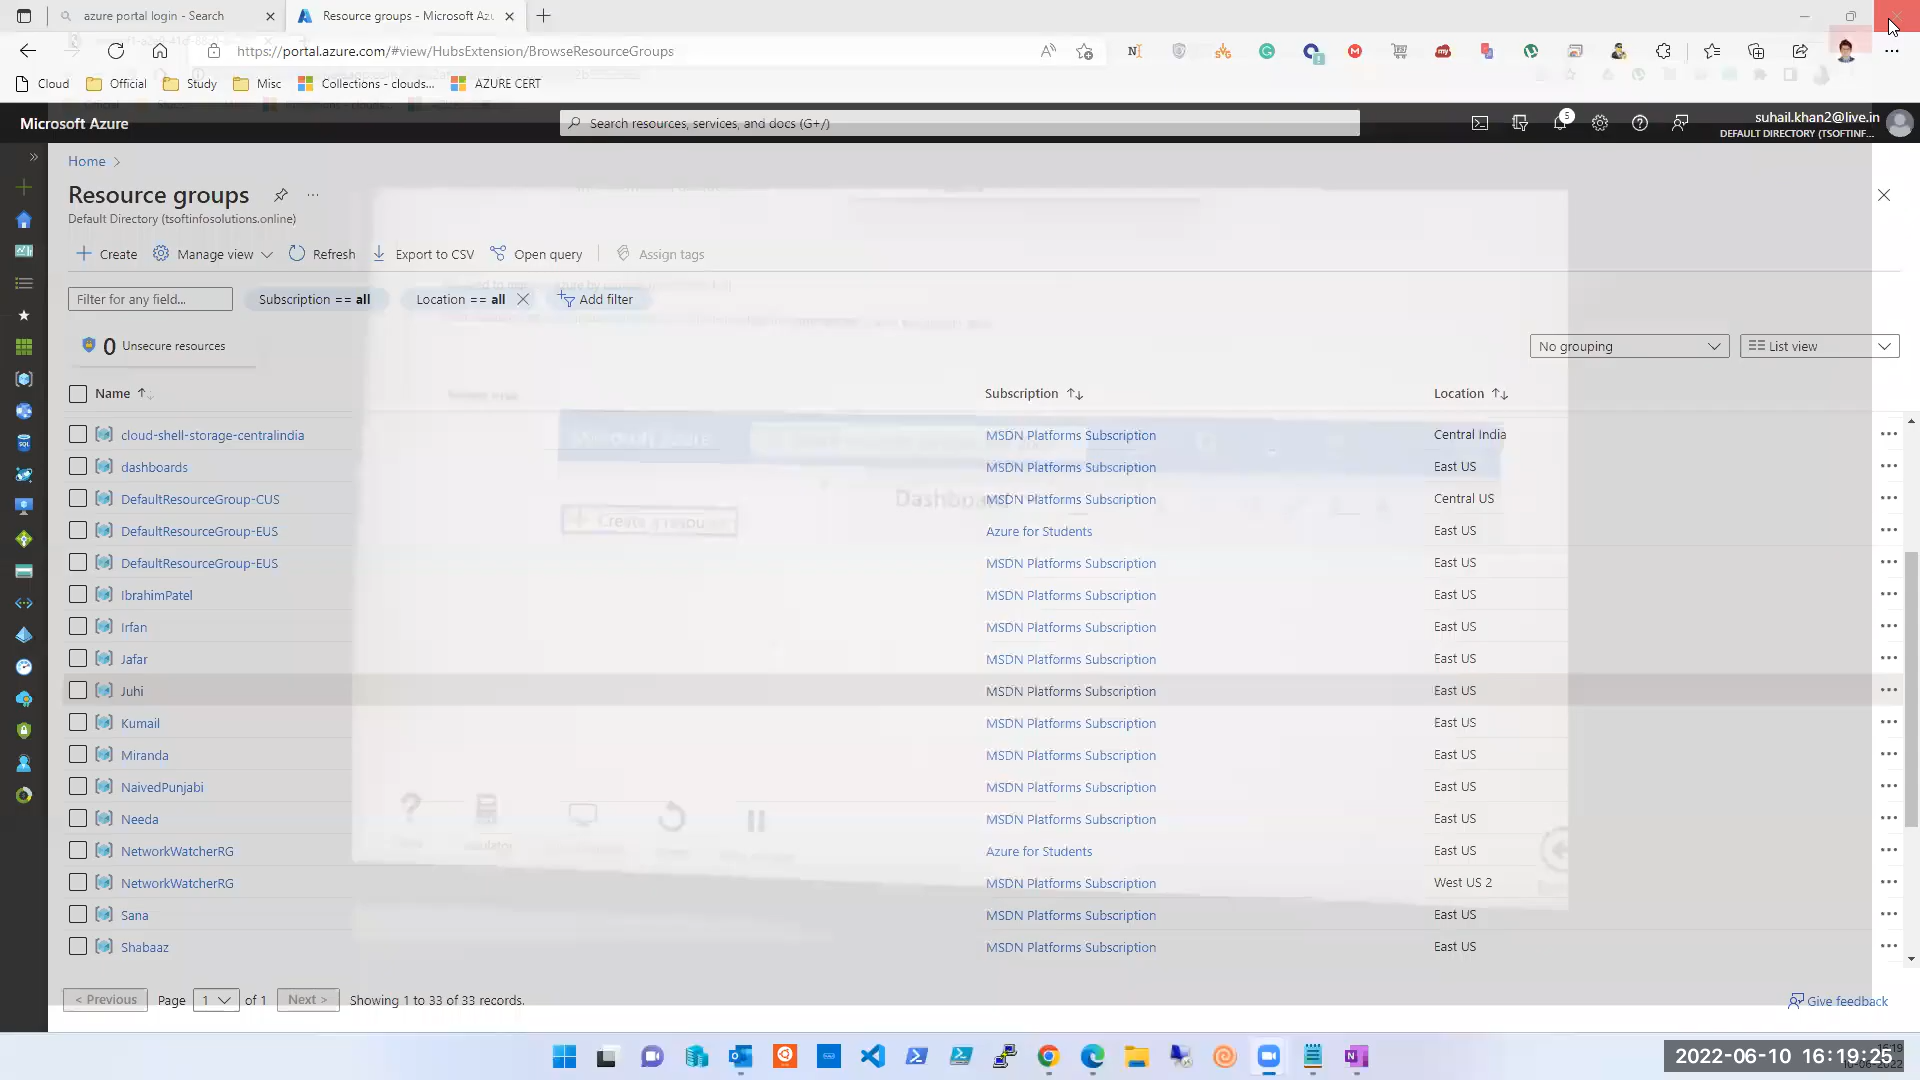 azure portal login - Search
Resource groups - Microsoft Azu
https://portal.azure.com/#view/HubsExtension/BrowseResourceGroups
Cloud
Official
Study
Misc
Collections - clouds...
AZURE CERT
Microsoft Azure
Search resources, services, and docs (G+/)
5
suhail.khan2@live.in
DEFAULT DIRECTORY (TSOFTINF...
Home
Resource groups
Default Directory (tsoftinfosolutions.online)
Create
Manage view
Refresh
Export to CSV
Open query
Assign tags
Filter for any field...
Subscription == all
Location == all
Add filter
0 Unsecure resources
No grouping
List view
Name
Subscription
Location
cloud-shell-storage-centralindia MSDN Platforms Subscription Central India
dashboards MSDN Platforms Subscription East US
DefaultResourceGroup-CUS MSDN Platforms Subscription Central US
DefaultResourceGroup-EUS Azure for Students East US
DefaultResourceGroup-EUS MSDN Platforms Subscription East US
IbrahimPatel MSDN Platforms Subscription East US
Irfan MSDN Platforms Subscription East US
Jafar MSDN Platforms Subscription East US
Juhi MSDN Platforms Subscription East US
Kumail MSDN Platforms Subscription East US
Miranda MSDN Platforms Subscription East US
NaivedPunjabi MSDN Platforms Subscription East US
Needa MSDN Platforms Subscription East US
NetworkWatcherRG Azure for Students East US
NetworkWatcherRG MSDN Platforms Subscription West US 2
Sana MSDN Platforms Subscription East US
Shabaaz MSDN Platforms Subscription East US
Microsoft Azure
Dashboard
Create a resou
< Previous
Page 1 of 1
Next >
Showing 1 to 33 of 33 records.
Give feedback
2022-06-10 16:19:25